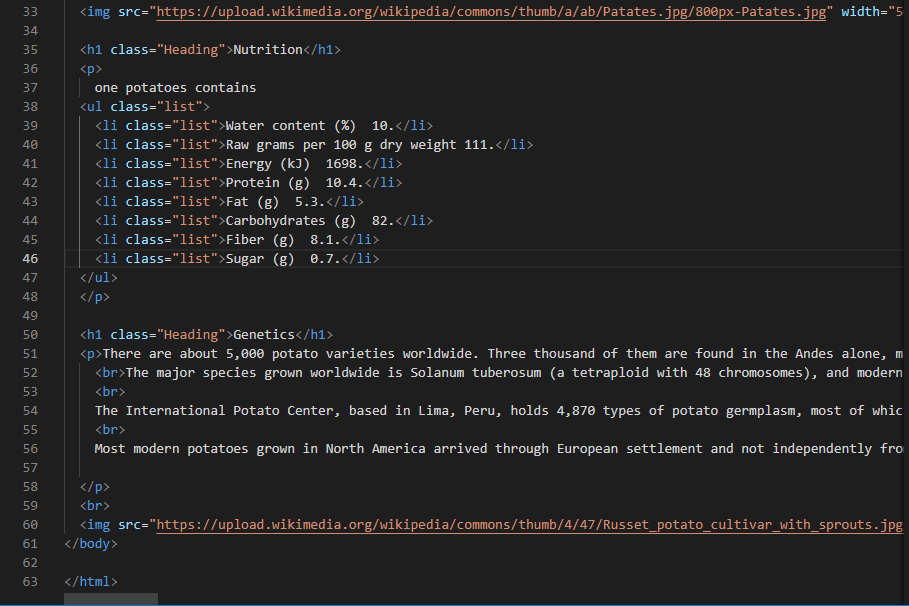 33 <img src="https://upload.wikimedia.org/wikipedia/commons/thumb/a/ab/Patates.jpg/800px-Patates.jpg" width="5
34
35 <h1 class="Heading">Nutrition</h1>
36 <p>
37 one potatoes contains
38 <ul class="list">
39 <li class="list">Water content (%)  10.</li>
40 <li class="list">Raw grams per 100 g dry weight 111.</li>
41 <li class="list">Energy (kJ)  1698.</li>
42 <li class="list">Protein (g)  10.4.</li>
43 <li class="list">Fat (g)  5.3.</li>
44 <li class="list">Carbohydrates (g)  82.</li>
45 <li class="list">Fiber (g)  8.1.</li>
46 <li class="list">Sugar (g)  0.7.</li>
47 </ul>
48 </p>
49
50 <h1 class="Heading">Genetics</h1>
51 <p>There are about 5,000 potato varieties worldwide. Three thousand of them are found in the Andes alone, m
52 <br>The major species grown worldwide is Solanum tuberosum (a tetraploid with 48 chromosomes), and modern
53 <br>
54 The International Potato Center, based in Lima, Peru, holds 4,870 types of potato germplasm, most of whic
55 <br>
56 Most modern potatoes grown in North America arrived through European settlement and not independently fro
57
58 </p>
59 <br>
60 <img src="https://upload.wikimedia.org/wikipedia/commons/thumb/4/47/Russet_potato_cultivar_with_sprouts.jpg
61 </body>
62
63 </html>